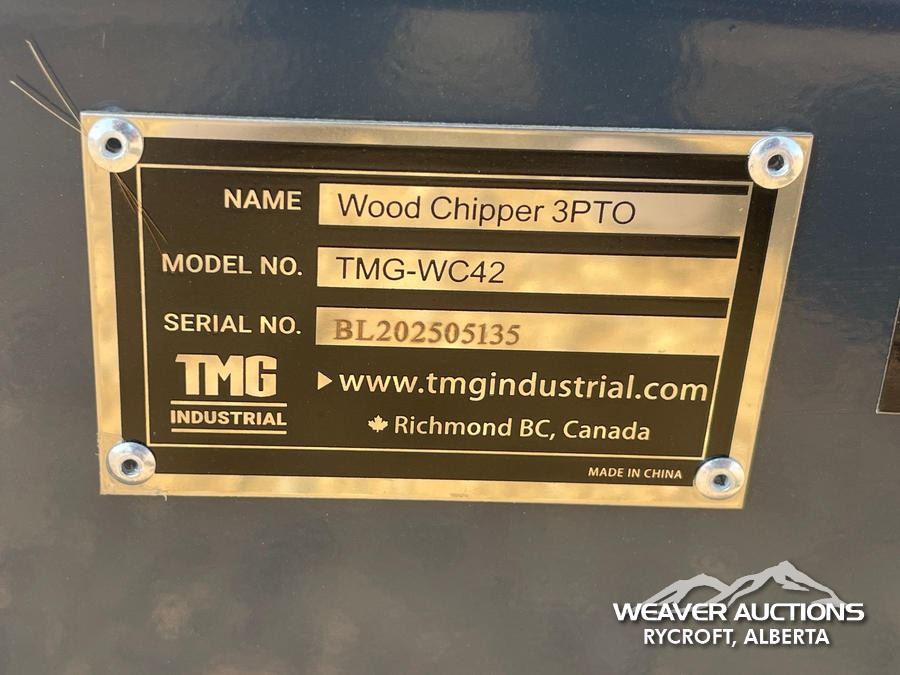 NAME Wood Chipper 3PTO
MODEL NO. TMG-WC42
SERIAL NO. BL202505135
TMG
INDUSTRIAL
www.tmgindustrial.com
Richmond BC, Canada
MADE IN CHINA
WEAVER AUCTIONS
RYCROFT, ALBERTA